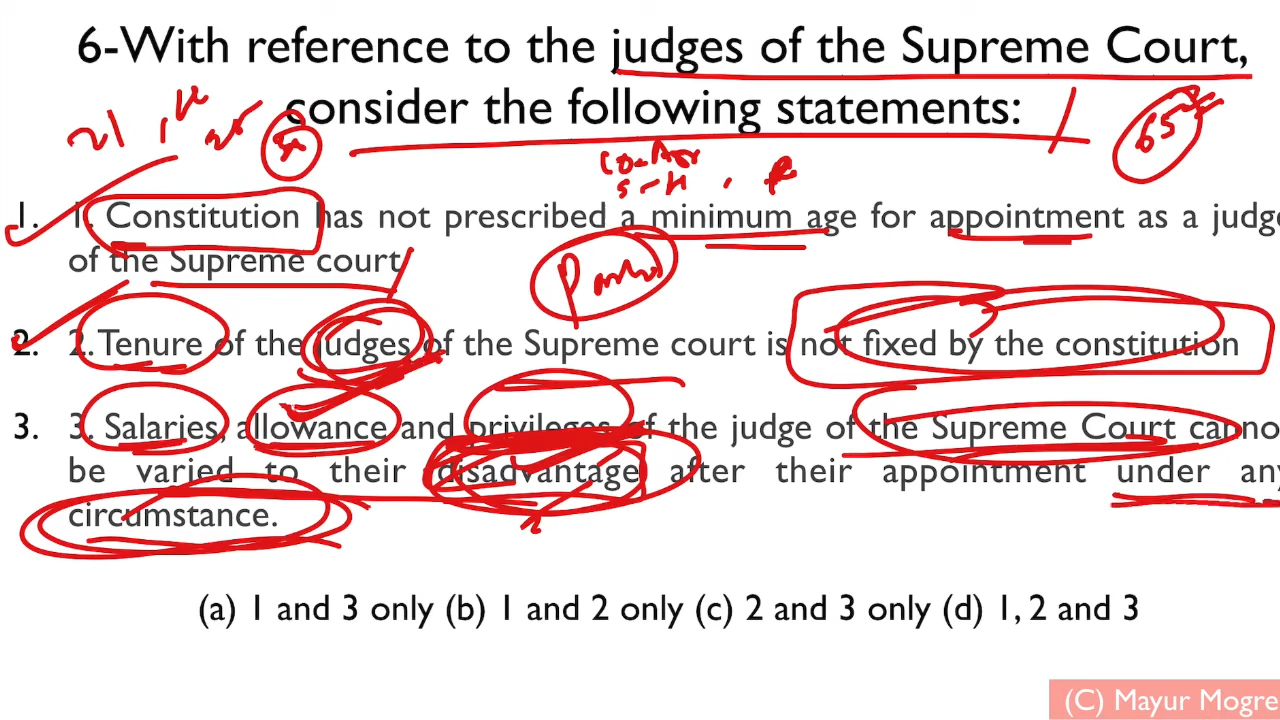 6-With reference to the judges of the Supreme Court,
consider the following statements:
21 25
65
1. 1. Constitution has not prescribed a minimum age for appointment as a judge
of the Supreme court
2. 2. Tenure of the judges of the Supreme court is not fixed by the constitution
3. 3. Salaries, allowance and privileges of the judge of the Supreme Court cannot
be varied to their disadvantage after their appointment under any
circumstance.
(a) 1 and 3 only (b) 1 and 2 only (c) 2 and 3 only (d) 1, 2 and 3
(C) Mayur Mogre